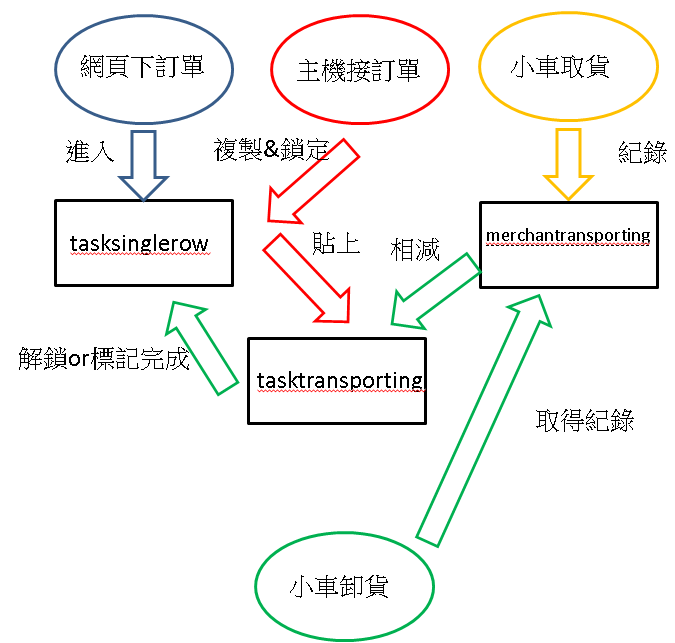 網頁下訂單
主機接訂單
小車取貨
進入
複製&鎖定
紀錄
tasksinglerow
貼上
相減
merchantransporting
解鎖or標記完成
tasktransporting
取得紀錄
小車卸貨